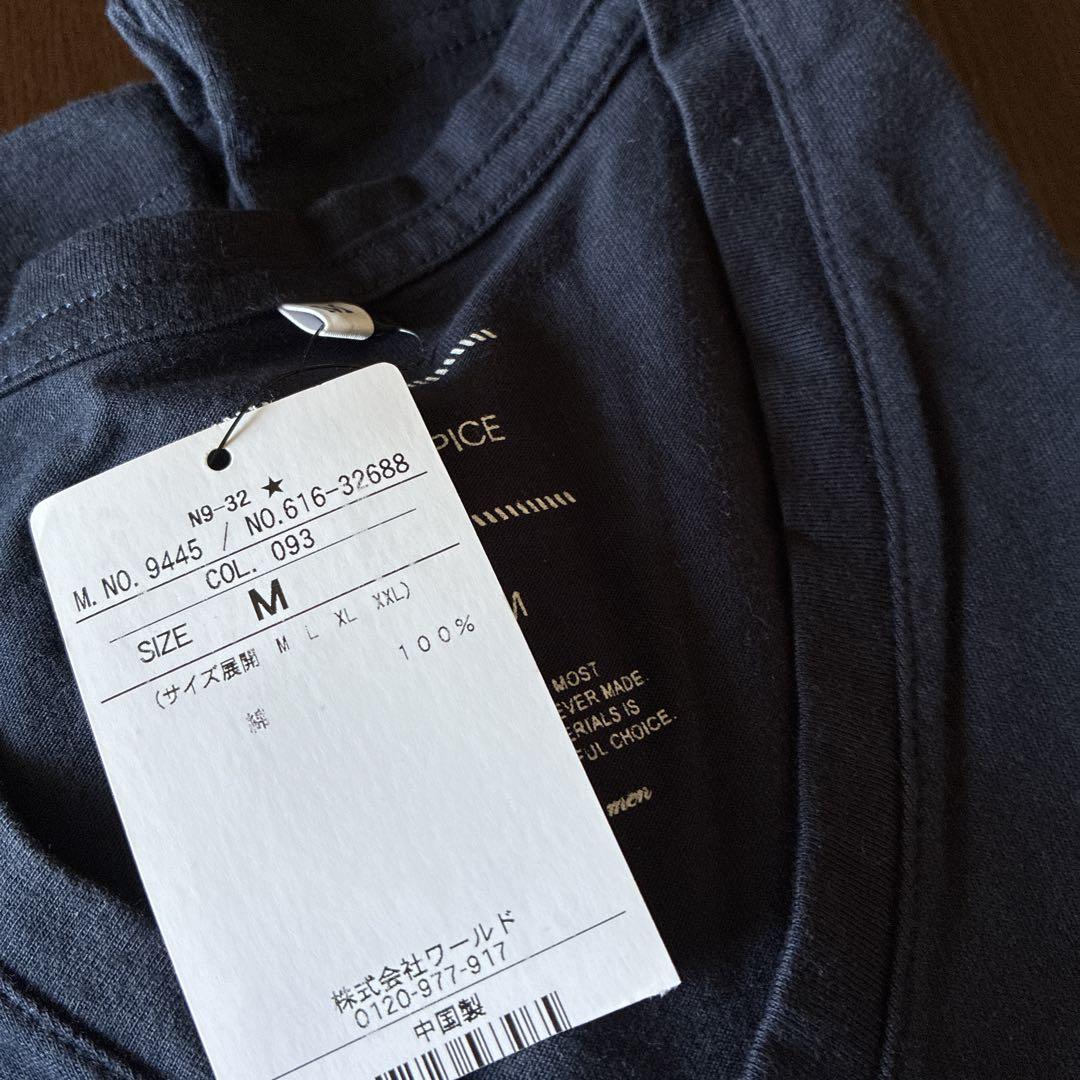 N9-32 ★
M. NO. 9445 / NO. 616-32688
COL. 093
SIZE M
(サイズ展開 M L XL XXL)
綿 100%
株式会社ワールド
0120-977-917
中国製
PICE
M
MOST
EVER MADE.
ERIALS IS
FUL CHOICE.
men